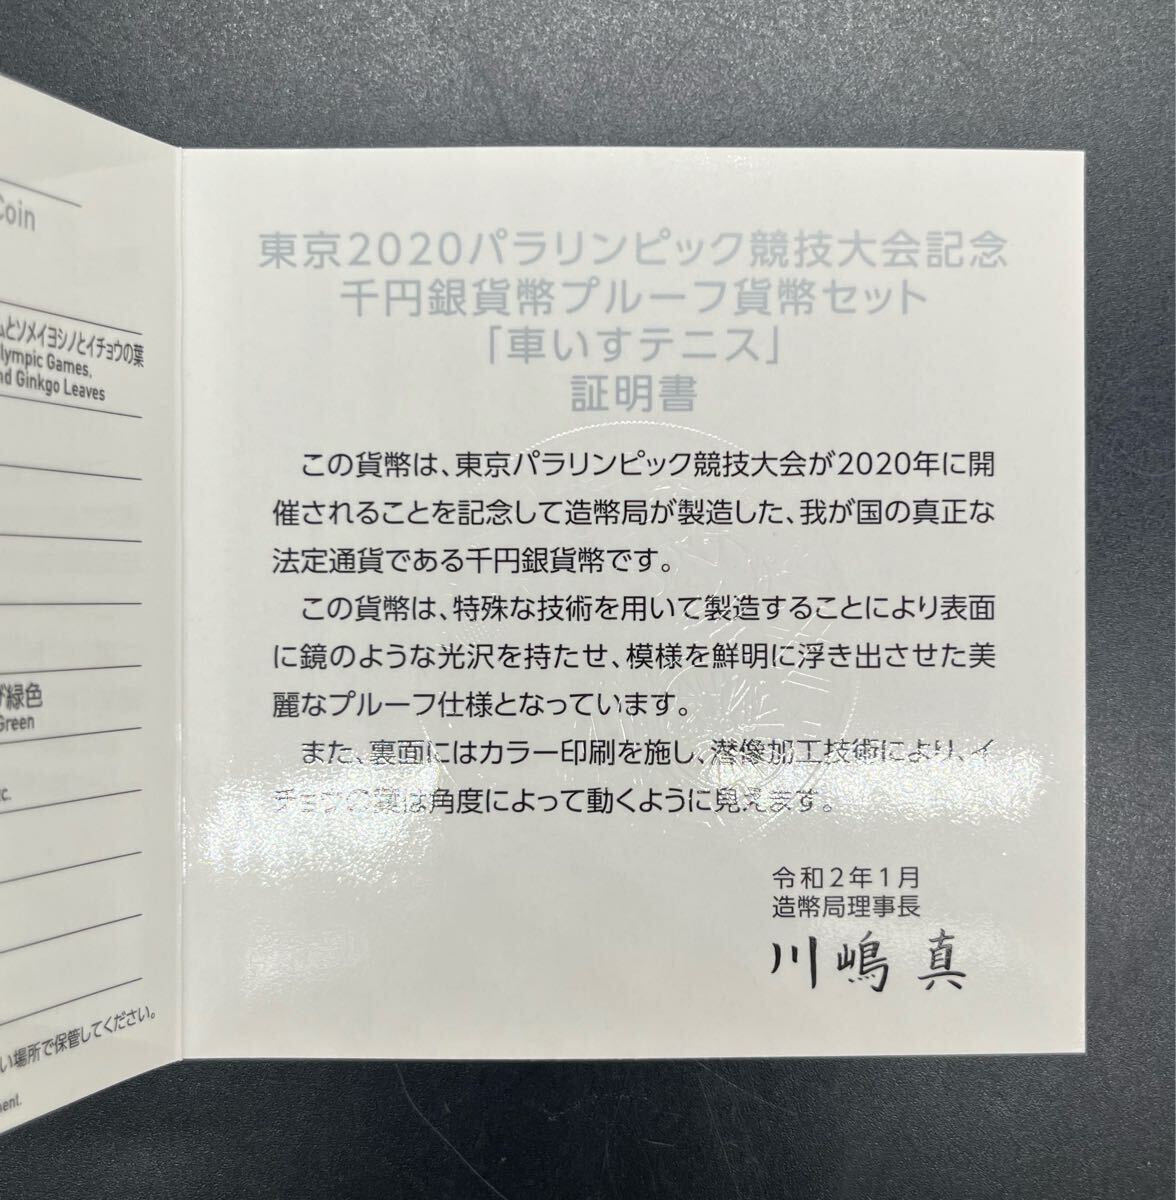 Coin
ムとソメイヨシノとイチョウの葉
lympic Games,
nd Ginkgo Leaves
緑色
Green
い場所で保管してください。
東京2020パラリンピック競技大会記念
千円銀貨幣プルーフ貨幣セット
「車いすテニス」
証明書
この貨幣は、東京パラリンピック競技大会が2020年に開
催されることを記念して造幣局が製造した、我が国の真正な
法定通貨である千円銀貨幣です。
この貨幣は、特殊な技術を用いて製造することにより表面
に鏡のような光沢を持たせ、模様を鮮明に浮き出させた美
麗なプルーフ仕様となっています。
また、裏面にはカラー印刷を施し、潜像加工技術により、イ
チョウの葉は角度によって動くように見えます。
令和2年1月
造幣局理事長
川嶋 真